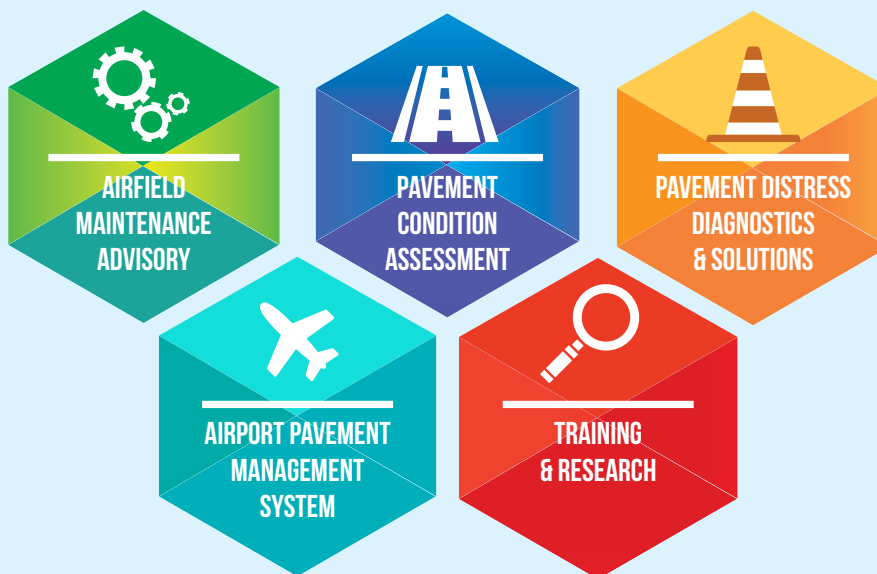 AIRFIELD
MAINTENANCE
ADVISORY
PAVEMENT
CONDITION
ASSESSMENT
PAVEMENT DISTRESS
DIAGNOSTICS
& SOLUTIONS
AIRPORT PAVEMENT
MANAGEMENT
SYSTEM
TRAINING
& RESEARCH